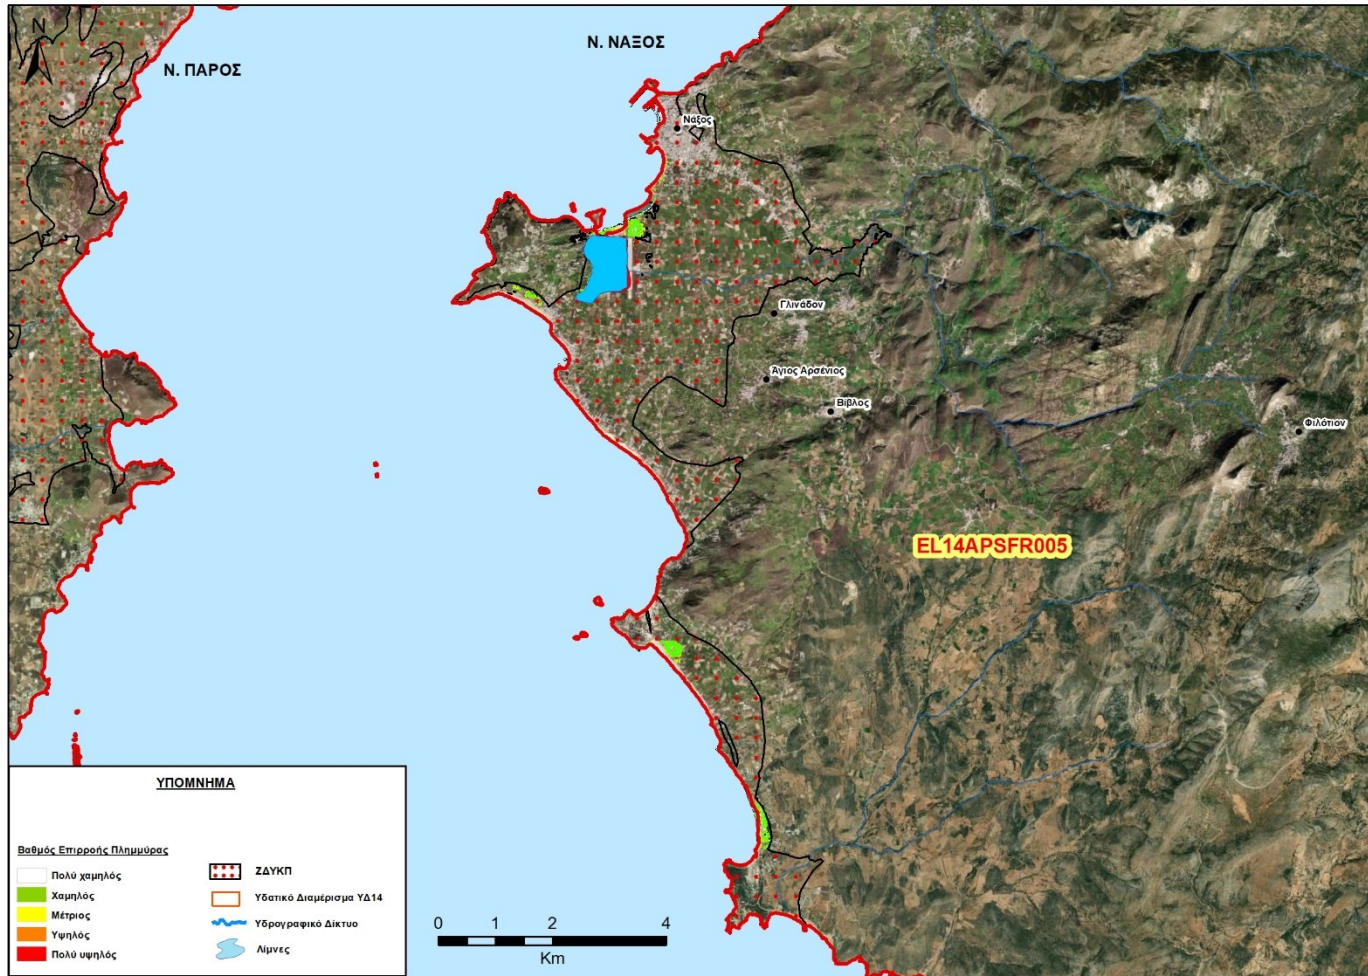 N
Ν. ΠΑΡΟΣ
Ν. ΝΑΞΟΣ
Νάξος
Γλινάδον
Άγιος Αρσένιος
Βίβλος
Φιλότιον
EL14APSFR005
ΥΠΟΜΝΗΜΑ
Βαθμός Επιρροής Πλημμύρας
Πολύ χαμηλός
Χαμηλός
Μέτριος
Υψηλός
Πολύ υψηλός
ΖΔΥΚΠ
Υδατικό Διαμέρισμα ΥΔ14
Υδρογραφικό Δίκτυο
Λίμνες
0 1 2 4
Km